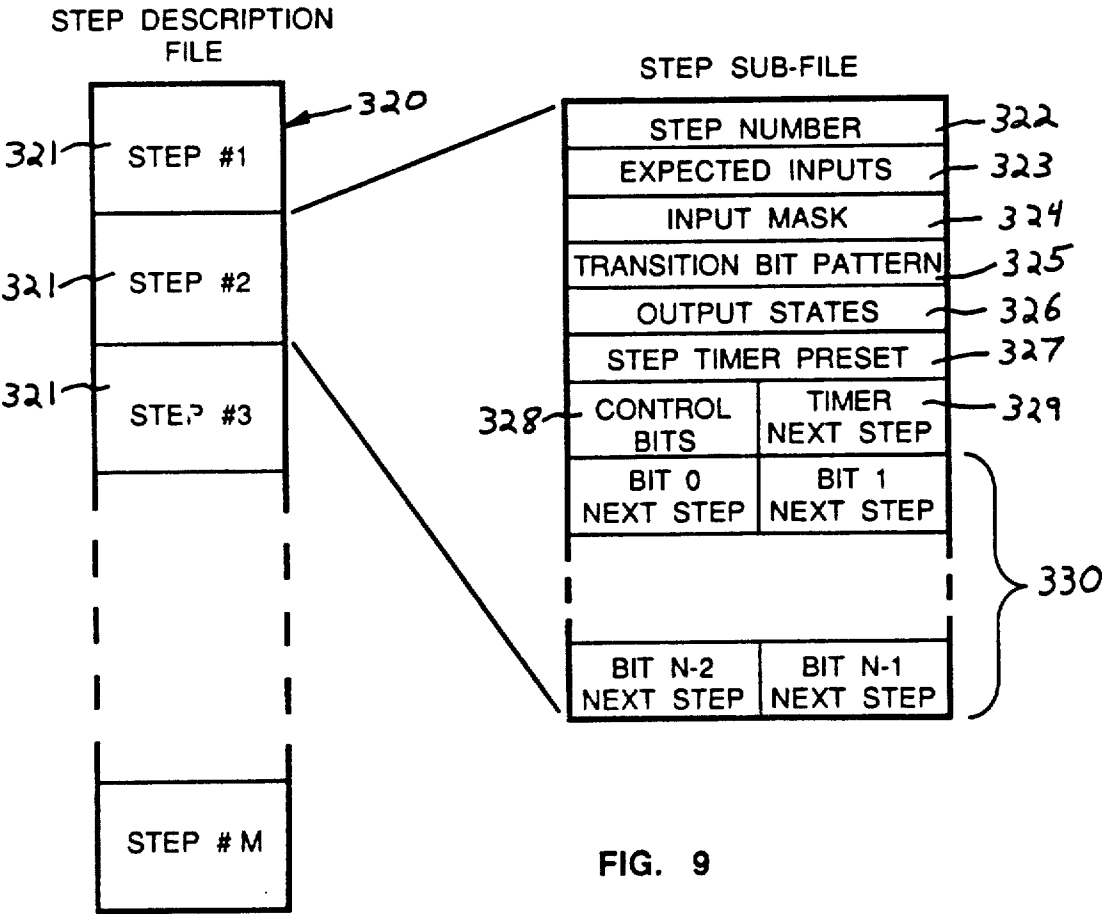 STEP DESCRIPTION
FILE
320
321
STEP #1
321
STEP #2
321
STEP #3
STEP # M
STEP SUB-FILE
STEP NUMBER
322
EXPECTED INPUTS
323
INPUT MASK
324
TRANSITION BIT PATTERN
325
OUTPUT STATES
326
STEP TIMER PRESET
327
328
CONTROL
BITS
TIMER
NEXT STEP
329
BIT 0
NEXT STEP
BIT 1
NEXT STEP
330
BIT N-2
NEXT STEP
BIT N-1
NEXT STEP
FIG. 9